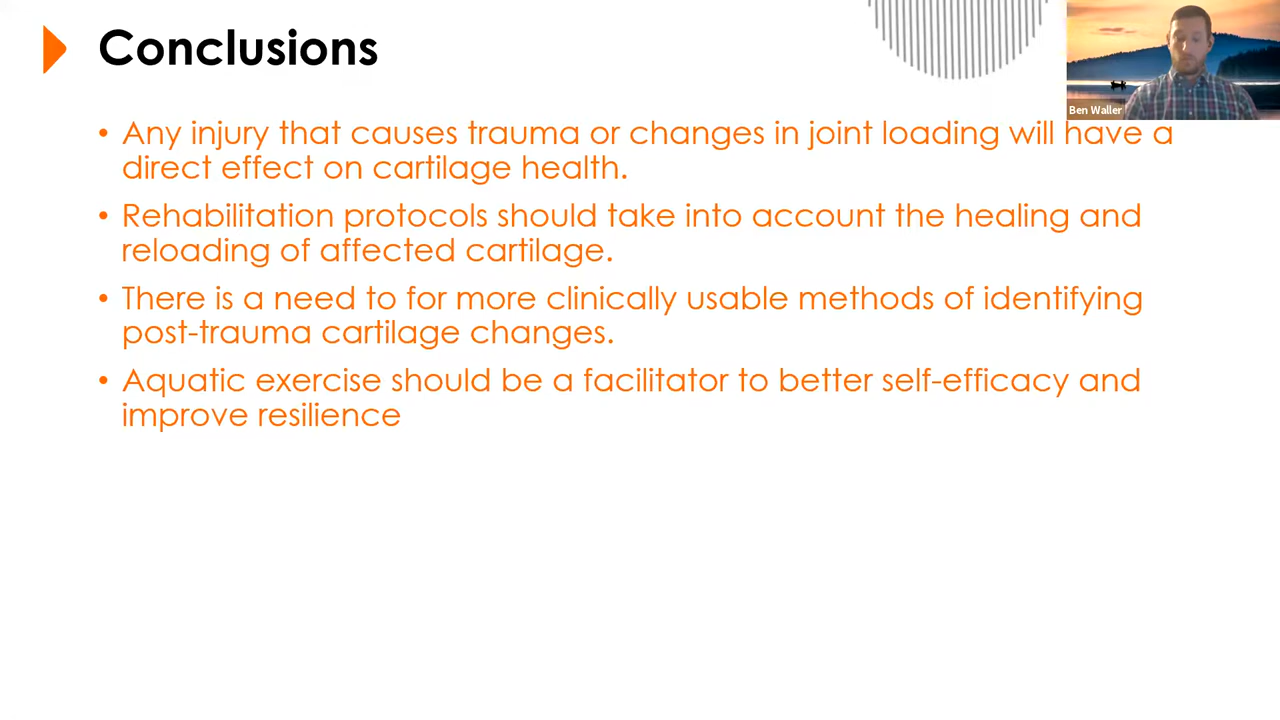 Conclusions
Ben Waller
• Any injury that causes trauma or changes in joint loading will have a
direct effect on cartilage health.
• Rehabilitation protocols should take into account the healing and
reloading of affected cartilage.
• There is a need to for more clinically usable methods of identifying
post-trauma cartilage changes.
• Aquatic exercise should be a facilitator to better self-efficacy and
improve resilience